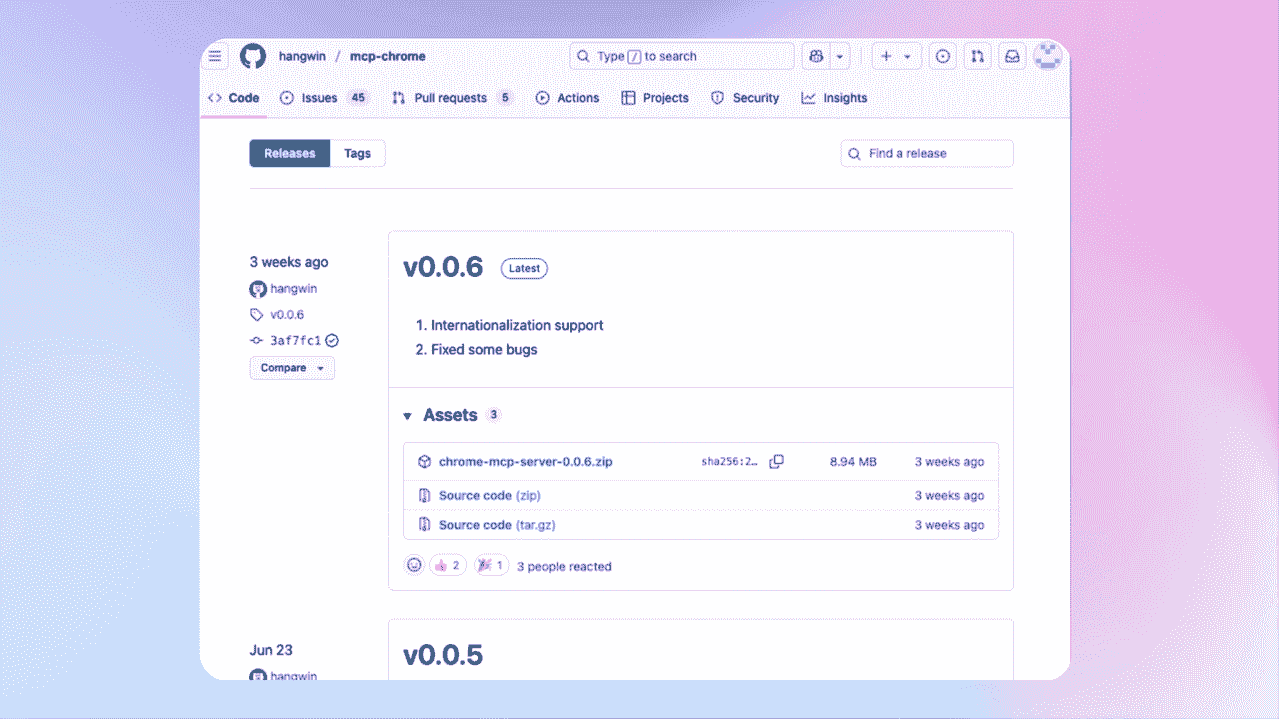 hangwin / mcp-chrome
Type / to search
Code Issues 45 Pull requests 5 Actions Projects Security Insights
Releases Tags
Find a release
3 weeks ago
hangwin
v0.0.6
3af7fc1
Compare
v0.0.6 Latest
1. Internationalization support
2. Fixed some bugs
Assets 3
chrome-mcp-server-0.0.6.zip sha256:2… 8.94 MB 3 weeks ago
Source code (zip) 3 weeks ago
Source code (tar.gz) 3 weeks ago
2 1 3 people reacted
Jun 23
hangwin
v0.0.5